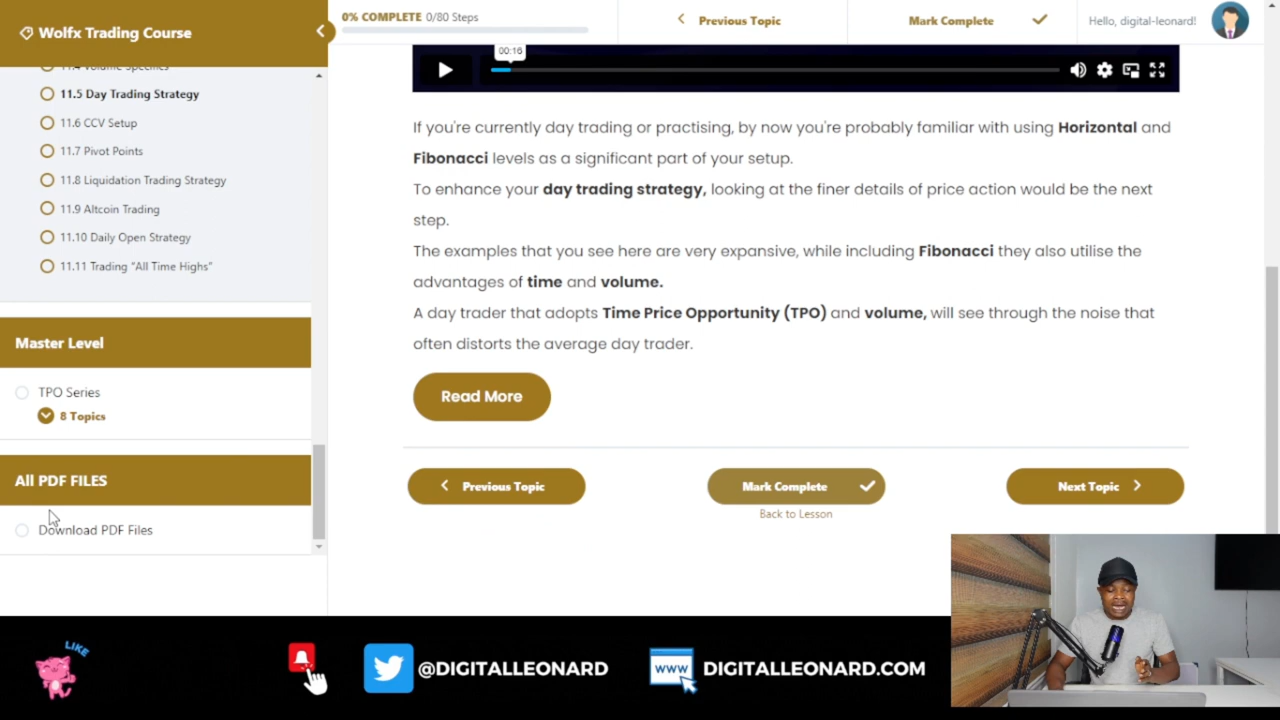 Wolfx Trading Course
0% COMPLETE 0/80 Steps
Previous Topic
Mark Complete
Hello, digital-leonard!
11.4 Volume Specifics
11.5 Day Trading Strategy
11.6 CCV Setup
11.7 Pivot Points
11.8 Liquidation Trading Strategy
11.9 Altcoin Trading
11.10 Daily Open Strategy
11.11 Trading “All Time Highs”
Master Level
TPO Series
8 Topics
All PDF FILES
Download PDF Files
00:16
If you're currently day trading or practising, by now you're probably familiar with using Horizontal and
Fibonacci levels as a significant part of your setup.
To enhance your day trading strategy, looking at the finer details of price action would be the next
step.
The examples that you see here are very expansive, while including Fibonacci they also utilise the
advantages of time and volume.
A day trader that adopts Time Price Opportunity (TPO) and volume, will see through the noise that
often distorts the average day trader.
Read More
Previous Topic
Mark Complete
Next Topic
Back to Lesson
LIKE
@DIGITALLEONARD
WWW
DIGITALLEONARD.COM